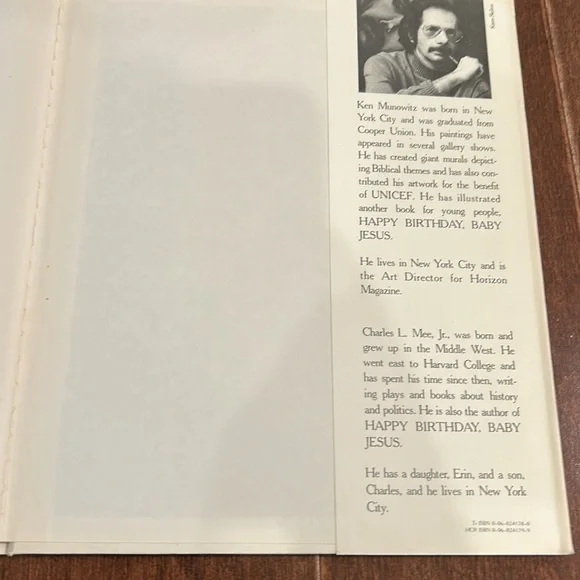 Ken Munowitz was born in New
York City and was graduated from
Cooper Union. His paintings have
appeared in several gallery shows.
He has created giant murals depict-
ing Biblical themes and has also con-
tributed his artwork for the benefit
of UNICEF. He has illustrated
another book for young people,
HAPPY BIRTHDAY, BABY
JESUS.
He lives in New York City and is
the Art Director for Horizon
Magazine.
Charles L. Mee, Jr., was born and
grew up in the Middle West. He
went east to Harvard College and
has spent his time since then, writ-
ing plays and books about history
and politics. He is also the author of
HAPPY BIRTHDAY, BABY
JESUS.
He has a daughter, Erin, and a son,
Charles, and he lives in New York
City.